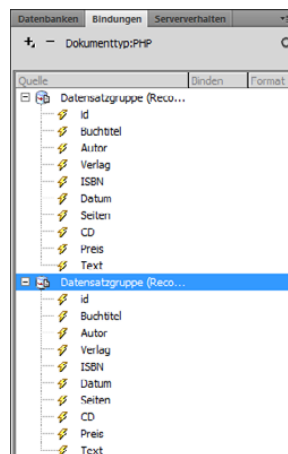 Datenbanken Bindungen Serververhalten
Dokumenttyp:PHP
Quelle Binden Format
Datensatzgruppe (Reco...
id
Buchtitel
Autor
Verlag
ISBN
Datum
Seiten
CD
Preis
Text
Datensatzgruppe (Reco...
id
Buchtitel
Autor
Verlag
ISBN
Datum
Seiten
CD
Preis
Text